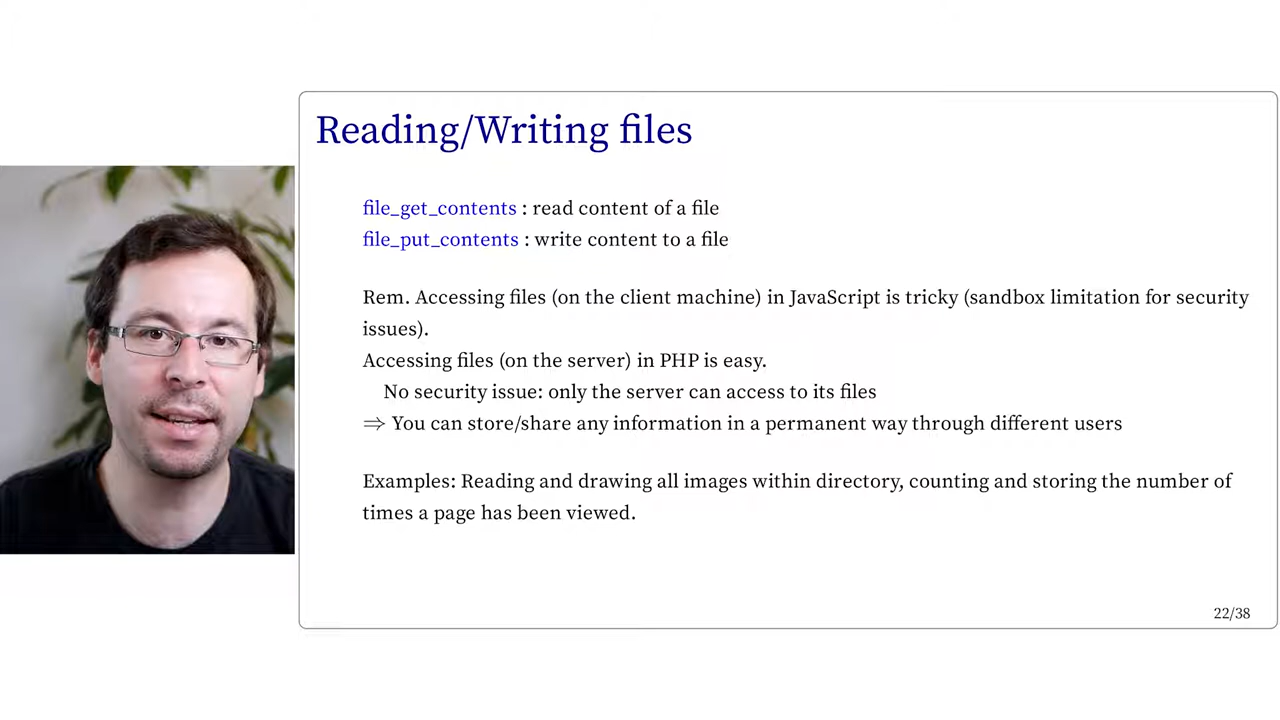 Reading/Writing files
file_get_contents : read content of a file
file_put_contents : write content to a file
Rem. Accessing files (on the client machine) in JavaScript is tricky (sandbox limitation for security
issues).
Accessing files (on the server) in PHP is easy.
No security issue: only the server can access to its files
⇒ You can store/share any information in a permanent way through different users
Examples: Reading and drawing all images within directory, counting and storing the number of
times a page has been viewed.
22/38